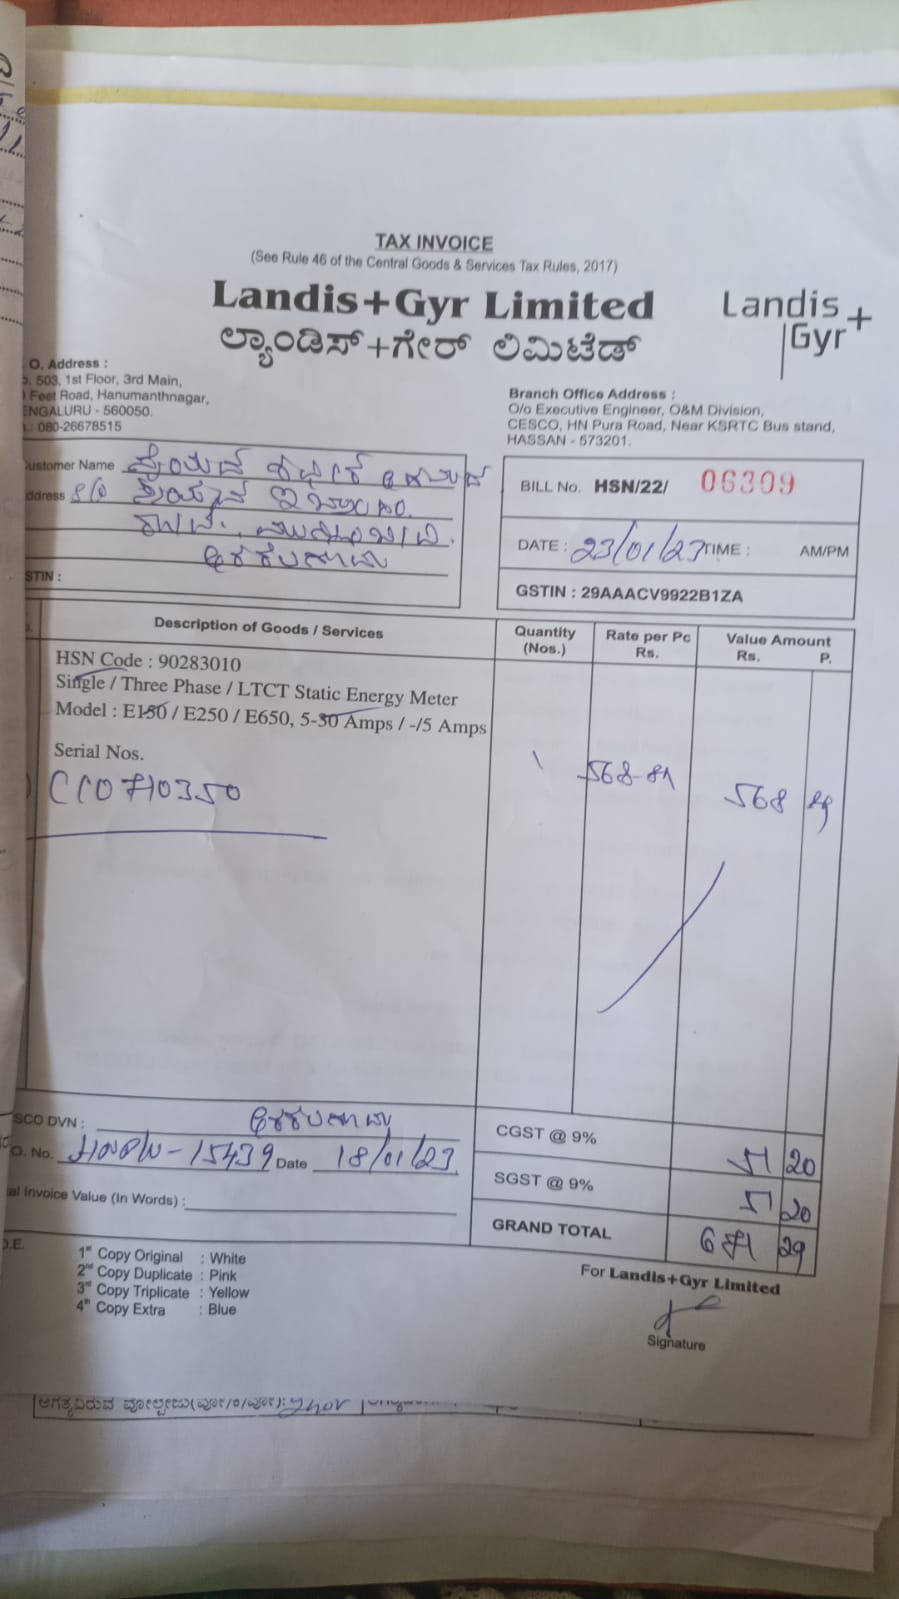 TAX INVOICE
(See Rule 46 of the Central Goods & Services Tax Rules, 2017)
Landis+Gyr Limited
ಲ್ಯಾಂಡಿಸ್+ಗೇರ್ ಲಿಮಿಟೆಡ್
Landis+
Gyr
O. Address :
503, 1st Floor, 3rd Main,
Feet Road, Hanumanthnagar,
ENGALURU - 560050.
: 080-26678515
Branch Office Address :
O/o Executive Engineer, O&M Division,
CESCO, HN Pura Road, Near KSRTC Bus stand,
HASSAN - 573201.
ustomer Name
ddress
STIN :
BILL No. HSN/22/ 06309
DATE : 23/01/23 TIME : AM/PM
GSTIN : 29AAACV9922B1ZA
Description of Goods / Services
Quantity (Nos.)
Rate per Pc Rs.
Value Amount Rs. P.
HSN Code : 90283010
Single / Three Phase / LTCT Static Energy Meter
Model : E150 / E250 / E650, 5-30 Amps / -/5 Amps
Serial Nos.
CC0710350 1 568-89 568 89
SCO DVN :
O. No. 15439 Date 18/01/23
al Invoice Value (In Words) :
CGST @ 9% 51 20
SGST @ 9% 51 20
GRAND TOTAL 671 29
O.E.
1st Copy Original : White
2nd Copy Duplicate : Pink
3rd Copy Triplicate : Yellow
4th Copy Extra : Blue
For Landis+Gyr Limited
Signature